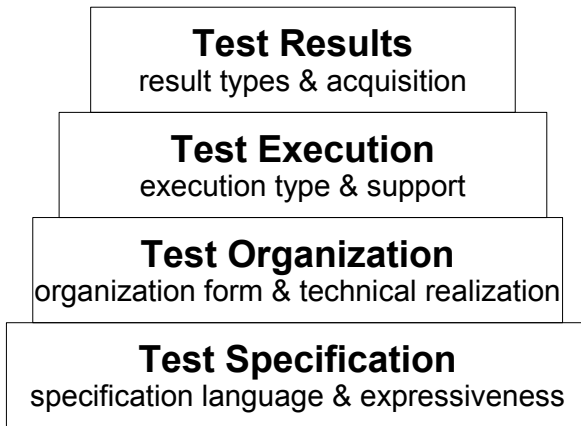 Test Results
result types & acquisition
Test Execution
execution type & support
Test Organization
organization form & technical realization
Test Specification
specification language & expressiveness